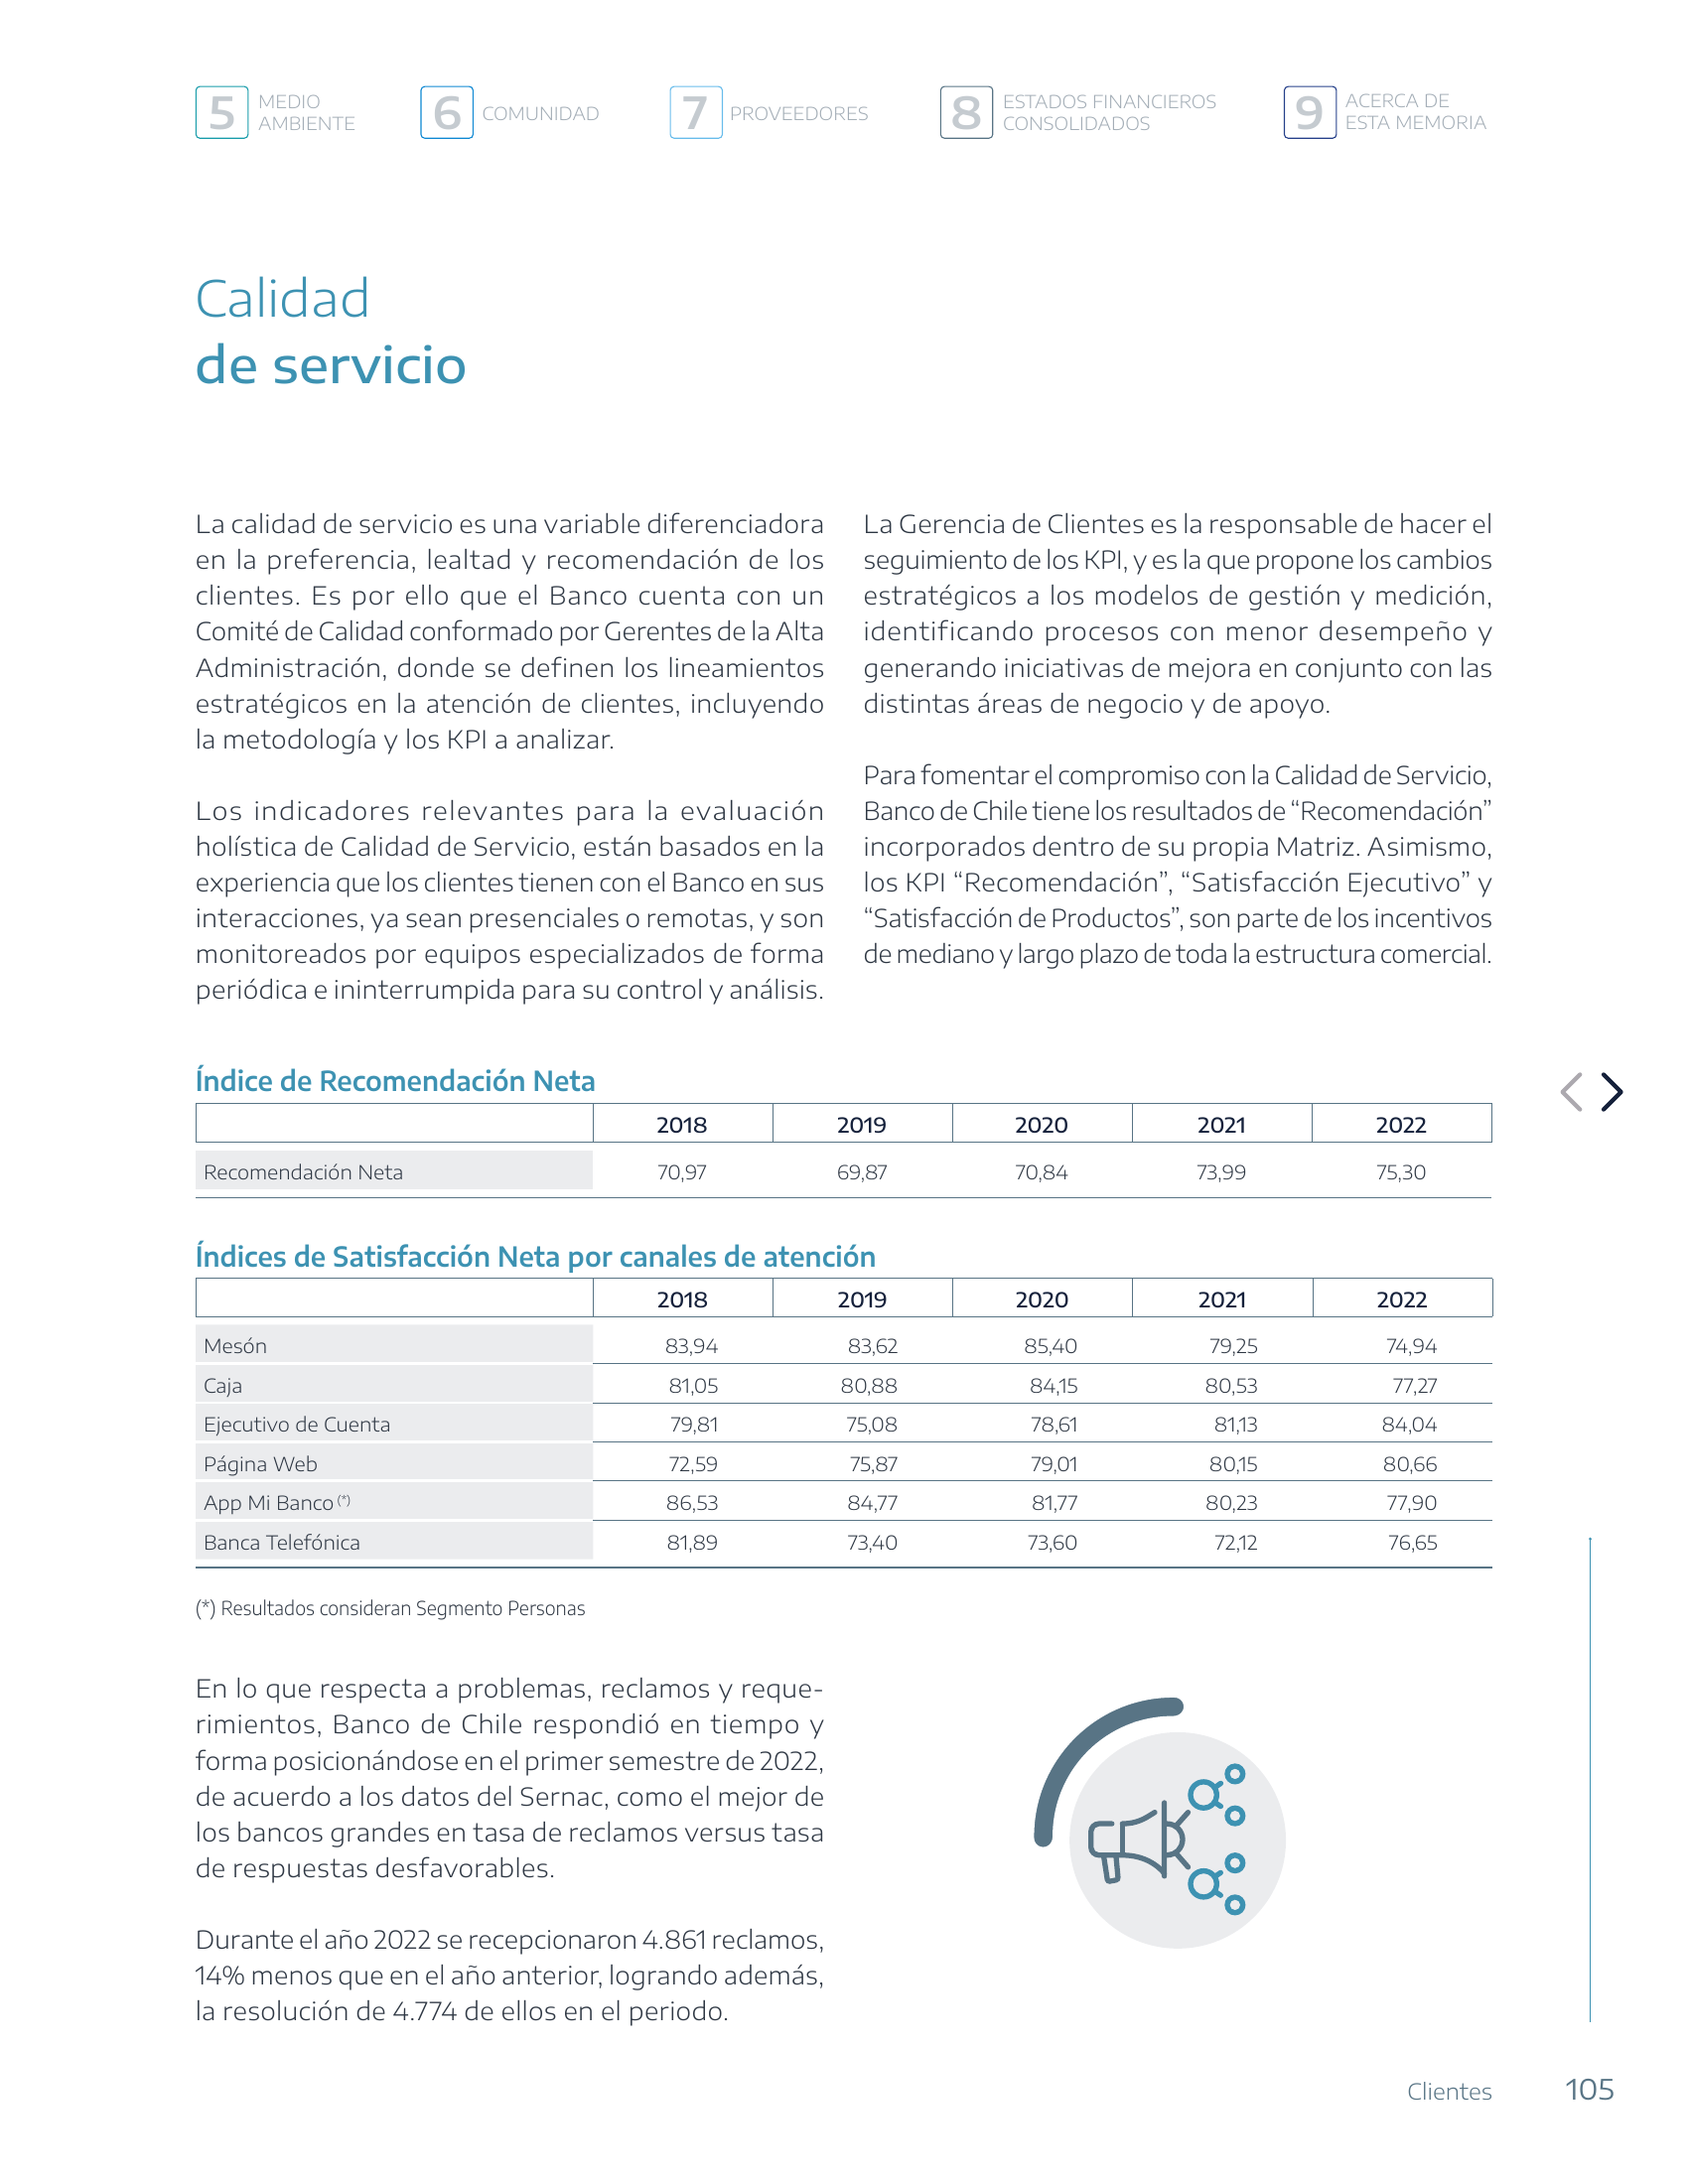 5 MEDIO
AMBIENTE
6 COMUNIDAD
7 PROVEEDORES
8 ESTADOS FINANCIEROS
CONSOLIDADOS
9 ACERCA DE
ESTA MEMORIA
Calidad
de servicio
La calidad de servicio es una variable diferenciadora
en la preferencia, lealtad y recomendación de los
clientes. Es por ello que el Banco cuenta con un
Comité de Calidad conformado por Gerentes de la Alta
Administración, donde se definen los lineamientos
estratégicos en la atención de clientes, incluyendo
la metodología y los KPI a analizar.
Los indicadores relevantes para la evaluación
holística de Calidad de Servicio, están basados en la
experiencia que los clientes tienen con el Banco en sus
interacciones, ya sean presenciales o remotas, y son
monitoreados por equipos especializados de forma
periódica e ininterrumpida para su control y análisis.
La Gerencia de Clientes es la responsable de hacer el
seguimiento de los KPI, y es la que propone los cambios
estratégicos a los modelos de gestión y medición,
identificando procesos con menor desempeño y
generando iniciativas de mejora en conjunto con las
distintas áreas de negocio y de apoyo.
Para fomentar el compromiso con la Calidad de Servicio,
Banco de Chile tiene los resultados de “Recomendación”
incorporados dentro de su propia Matriz. Asimismo,
los KPI “Recomendación”, “Satisfacción Ejecutivo” y
“Satisfacción de Productos”, son parte de los incentivos
de mediano y largo plazo de toda la estructura comercial.
Índice de Recomendación Neta
2018 2019 2020 2021 2022
Recomendación Neta 70,97 69,87 70,84 73,99 75,30
Índices de Satisfacción Neta por canales de atención
2018 2019 2020 2021 2022
Mesón 83,94 83,62 85,40 79,25 74,94
Caja 81,05 80,88 84,15 80,53 77,27
Ejecutivo de Cuenta 79,81 75,08 78,61 81,13 84,04
Página Web 72,59 75,87 79,01 80,15 80,66
App Mi Banco (*) 86,53 84,77 81,77 80,23 77,90
Banca Telefónica 81,89 73,40 73,60 72,12 76,65
(*) Resultados consideran Segmento Personas
En lo que respecta a problemas, reclamos y reque-
rimientos, Banco de Chile respondió en tiempo y
forma posicionándose en el primer semestre de 2022,
de acuerdo a los datos del Sernac, como el mejor de
los bancos grandes en tasa de reclamos versus tasa
de respuestas desfavorables.
Durante el año 2022 se recepcionaron 4.861 reclamos,
14% menos que en el año anterior, logrando además,
la resolución de 4.774 de ellos en el periodo.
Clientes 105